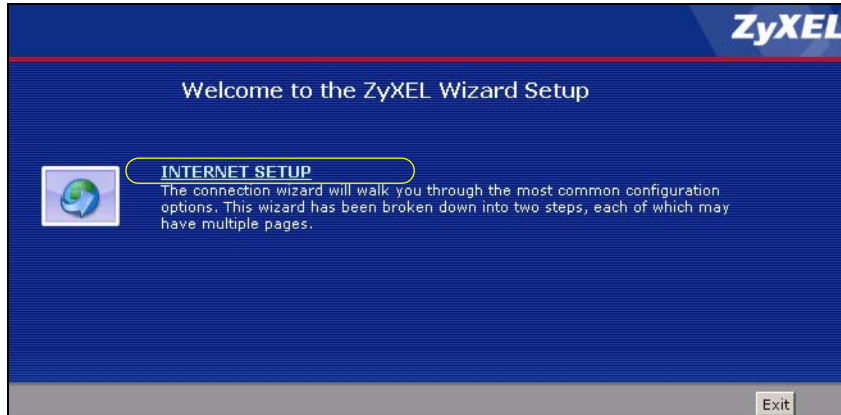 ZyXEL
Welcome to the ZyXEL Wizard Setup
INTERNET SETUP
The connection wizard will walk you through the most common configuration
options. This wizard has been broken down into two steps, each of which may
have multiple pages.
Exit